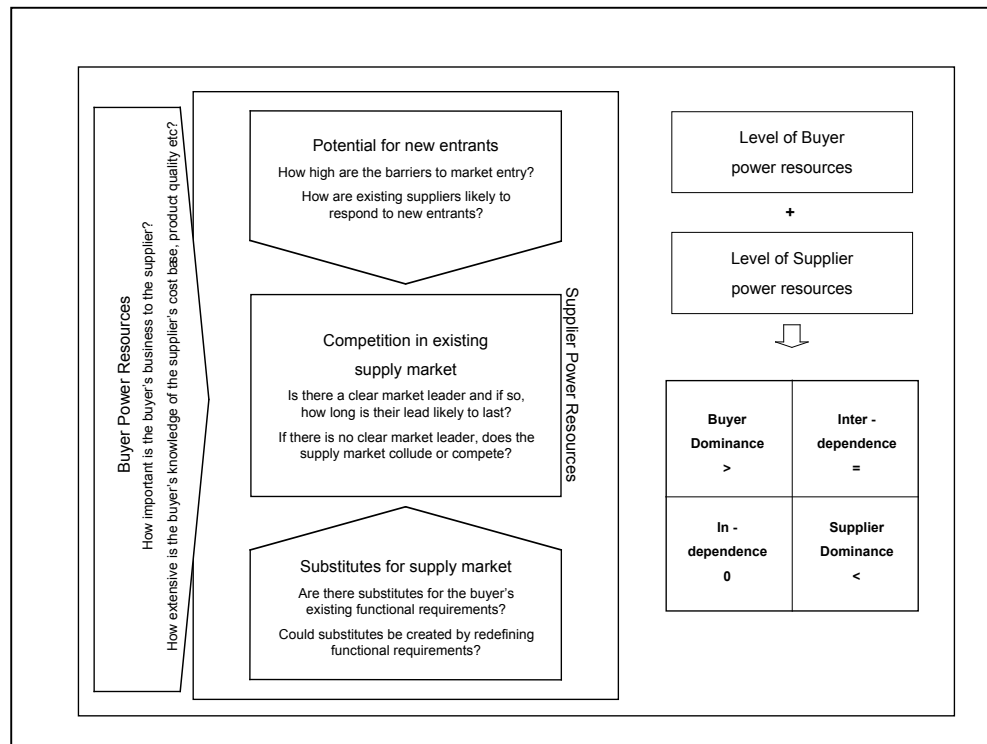 Buyer Power Resources
How important is the buyer's business to the supplier?
How extensive is the buyer's knowledge of the supplier's cost base, product quality etc?
Potential for new entrants
How high are the barriers to market entry?
How are existing suppliers likely to
respond to new entrants?
Competition in existing
supply market
Is there a clear market leader and if so,
how long is their lead likely to last?
If there is no clear market leader, does the
supply market collude or compete?
Substitutes for supply market
Are there substitutes for the buyer's
existing functional requirements?
Could substitutes be created by redefining
functional requirements?
Supplier Power Resources
Level of Buyer
power resources
+
Level of Supplier
power resources
Buyer
Dominance
>
Inter -
dependence
=
In -
dependence
0
Supplier
Dominance
<